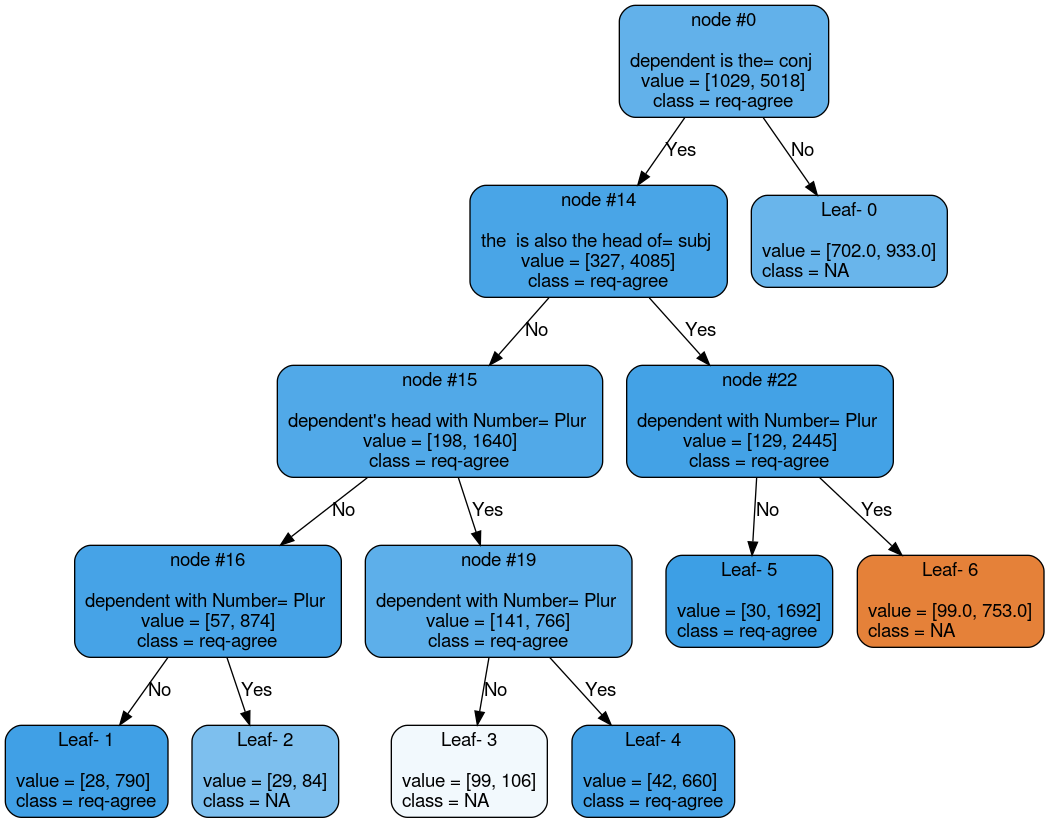 node #0
dependent is the= conj
value = [1029, 5018]
class = req-agree
Yes
No
node #14
the  is also the head of= subj
value = [327, 4085]
class = req-agree
Leaf- 0
value = [702.0, 933.0]
class = NA
No
Yes
node #15
dependent's head with Number= Plur
value = [198, 1640]
class = req-agree
node #22
dependent with Number= Plur
value = [129, 2445]
class = req-agree
No
Yes
No
Yes
node #16
dependent with Number= Plur
value = [57, 874]
class = req-agree
node #19
dependent with Number= Plur
value = [141, 766]
class = req-agree
Leaf- 5
value = [30, 1692]
class = req-agree
Leaf- 6
value = [99.0, 753.0]
class = NA
No
Yes
No
Yes
Leaf- 1
value = [28, 790]
class = req-agree
Leaf- 2
value = [29, 84]
class = NA
Leaf- 3
value = [99, 106]
class = NA
Leaf- 4
value = [42, 660]
class = req-agree